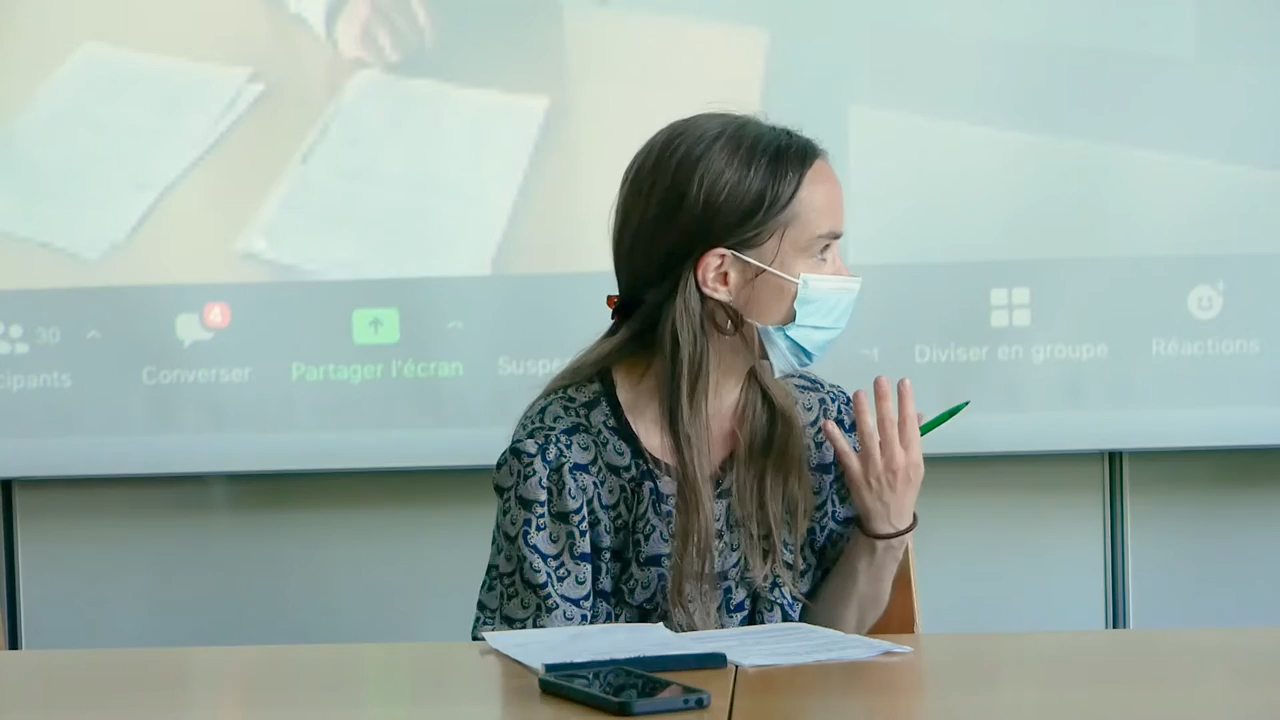 30
4
Converser
Partager l'écran
Diviser en groupe
Réactions